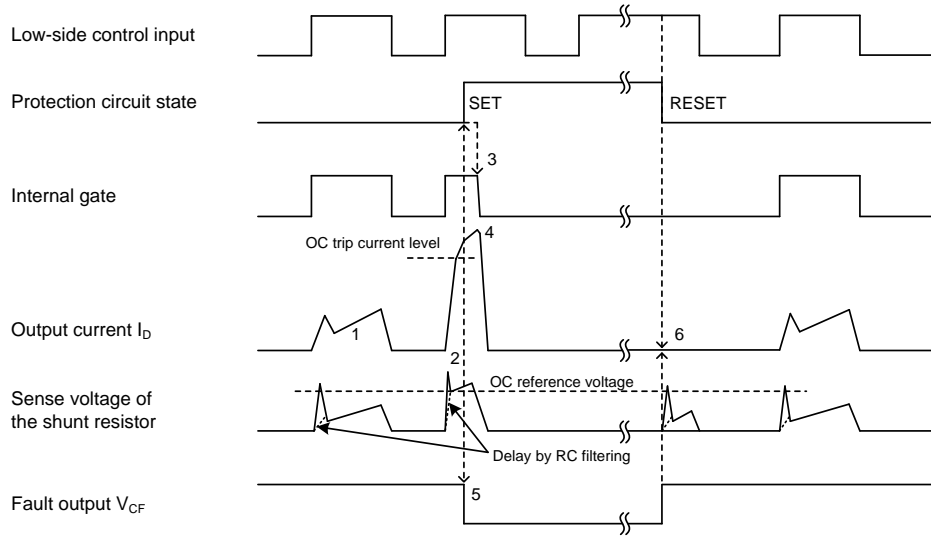 Low-side control input
Protection circuit state
SET
RESET
3
Internal gate
4
OC trip current level
Output current I_D
1
6
2
OC reference voltage
Sense voltage of
the shunt resistor
Delay by RC filtering
5
Fault output V_CF